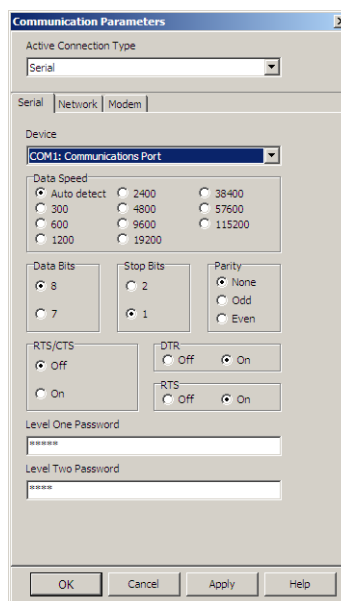 Communication Parameters
Active Connection Type
Serial
Serial Network Modem
Device
COM1: Communications Port
Data Speed
Auto detect 2400 38400
300 4800 57600
600 9600 115200
1200 19200
Data Bits Stop Bits Parity
8 2 None
Odd
7 1 Even
RTS/CTS DTR
Off Off On
RTS
On Off On
Level One Password
*****
Level Two Password
****
OK Cancel Apply Help